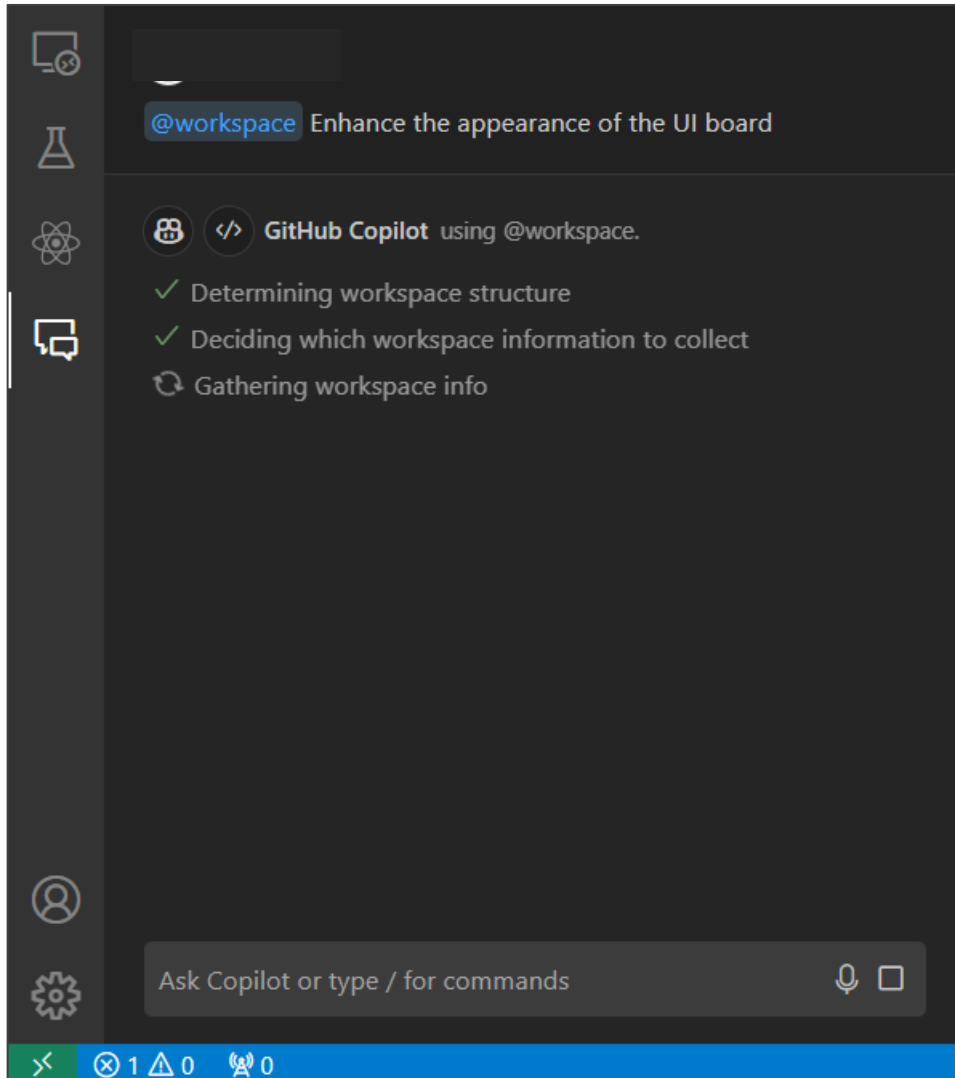 @workspace Enhance the appearance of the UI board
GitHub Copilot using @workspace.
Determining workspace structure
Deciding which workspace information to collect
Gathering workspace info
Ask Copilot or type / for commands
1 0 0